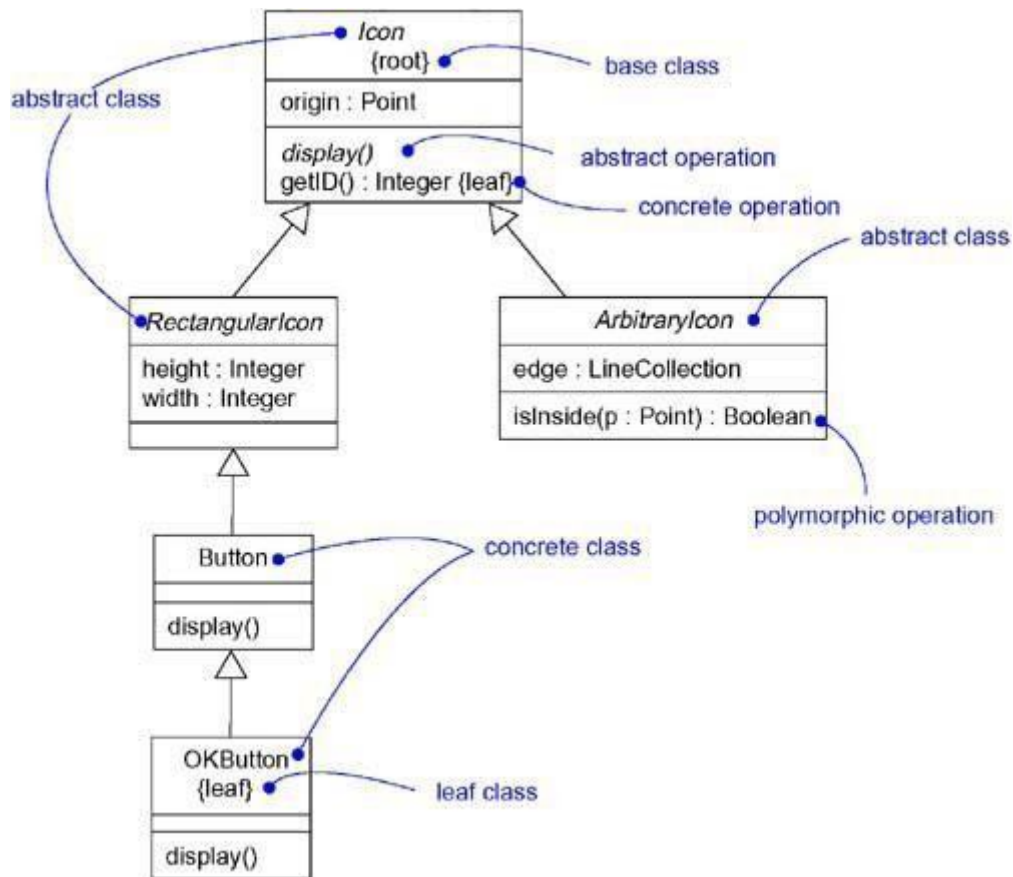 Icon
{root}
base class
abstract class
origin : Point
display()
abstract operation
getID() : Integer {leaf}
concrete operation
abstract class
RectangularIcon
height : Integer
width : Integer
ArbitraryIcon
edge : LineCollection
isInside(p : Point) : Boolean
polymorphic operation
Button
concrete class
display()
OKButton
{leaf}
leaf class
display()